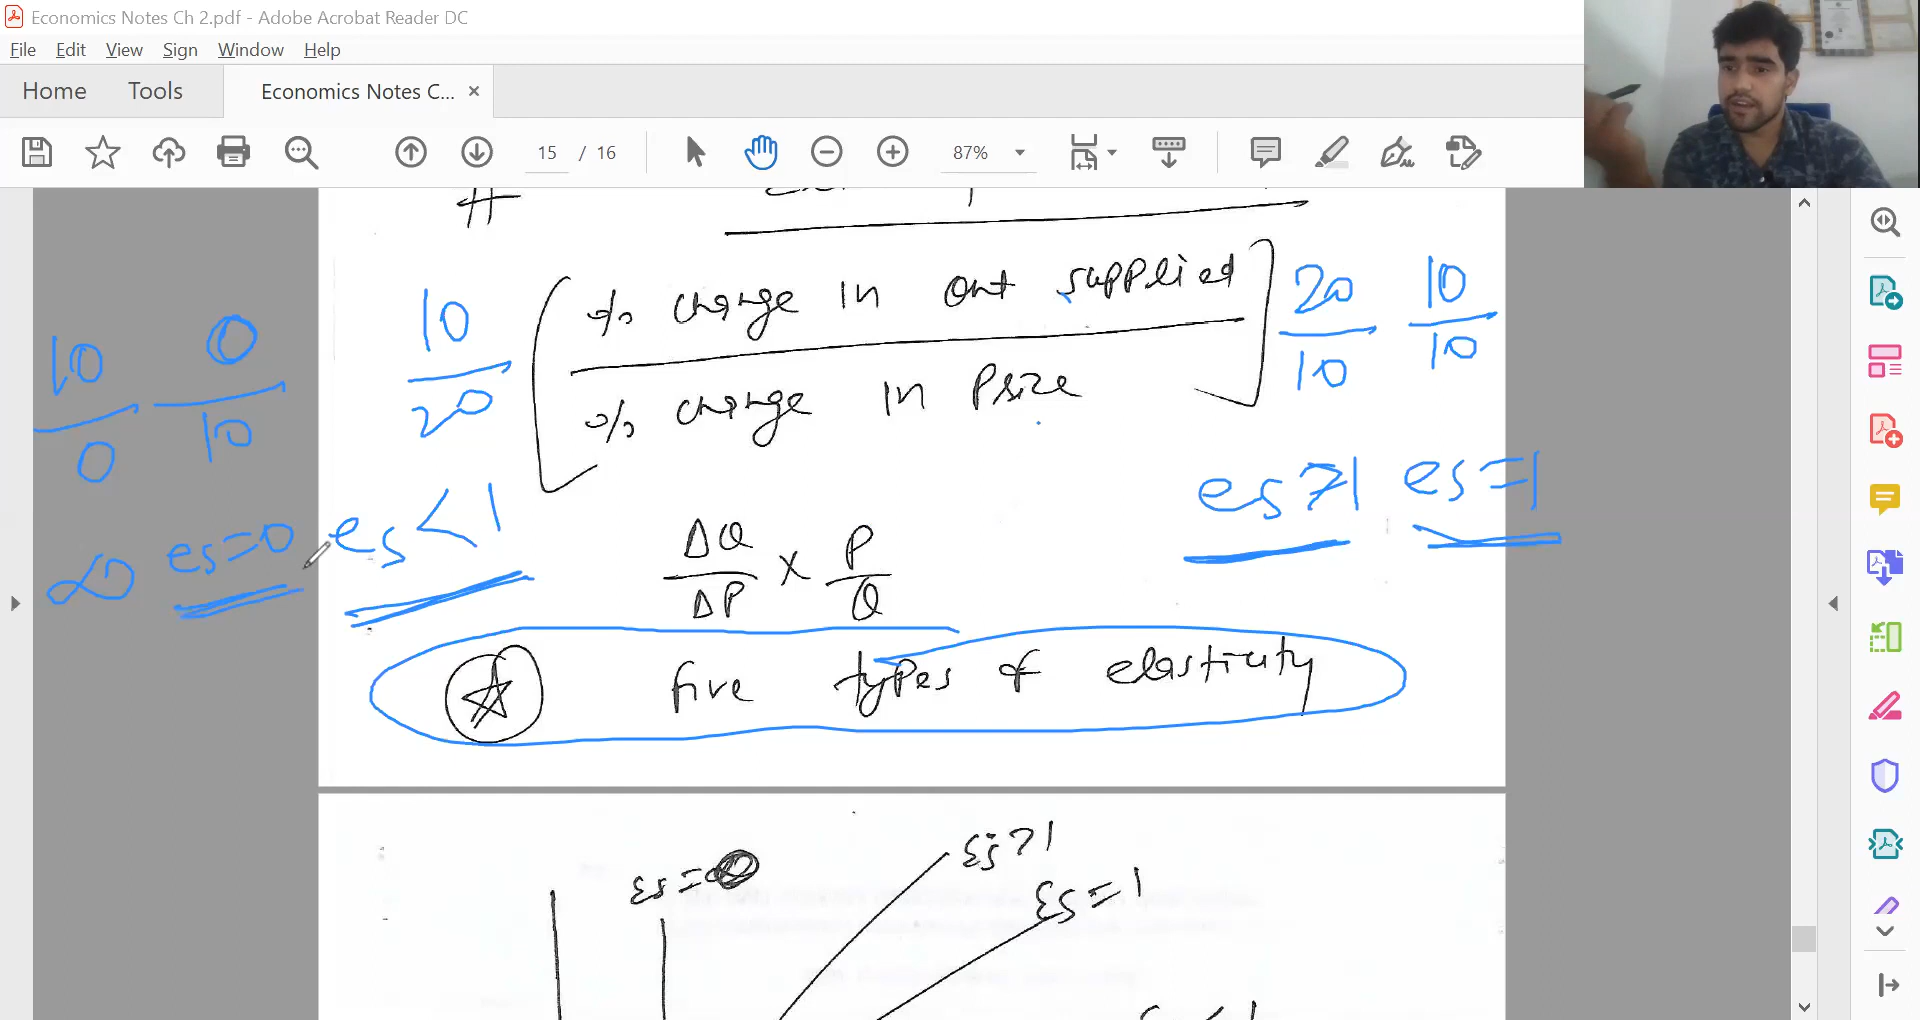 Economics Notes Ch 2.pdf - Adobe Acrobat Reader DC
File Edit View Sign Window Help
Home Tools Economics Notes C... ×
15 / 16 87%
#
% change in Qnt supplied
% change in Price
10
20
20
10
10
10
10
0
0
10
∞ es=0 es<1
es>1 es=1
ΔQ/ΔP × P/Q
five types of elasticity
Es=0
Es>1
Es=1